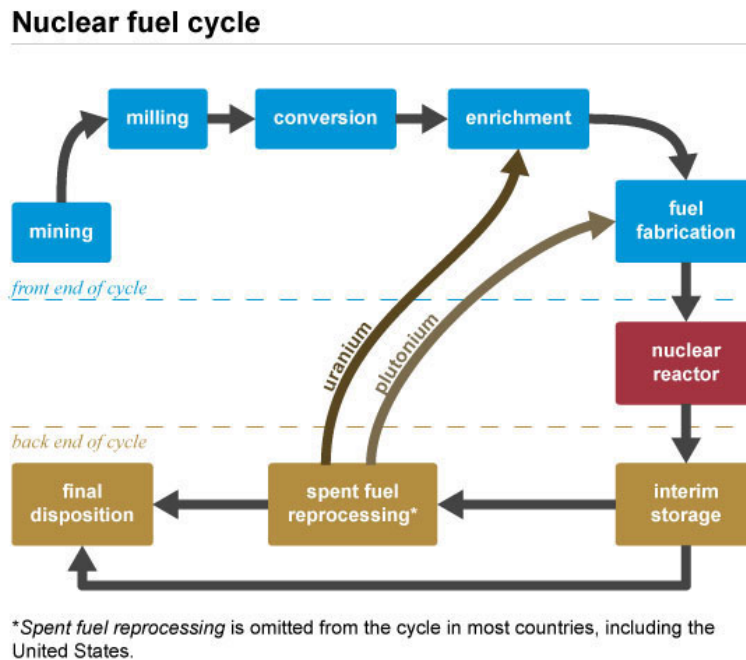 Nuclear fuel cycle
milling
conversion
enrichment
mining
fuel
fabrication
front end of cycle
uranium
plutonium
nuclear
reactor
back end of cycle
final
disposition
spent fuel
reprocessing*
interim
storage
*Spent fuel reprocessing is omitted from the cycle in most countries, including the
United States.